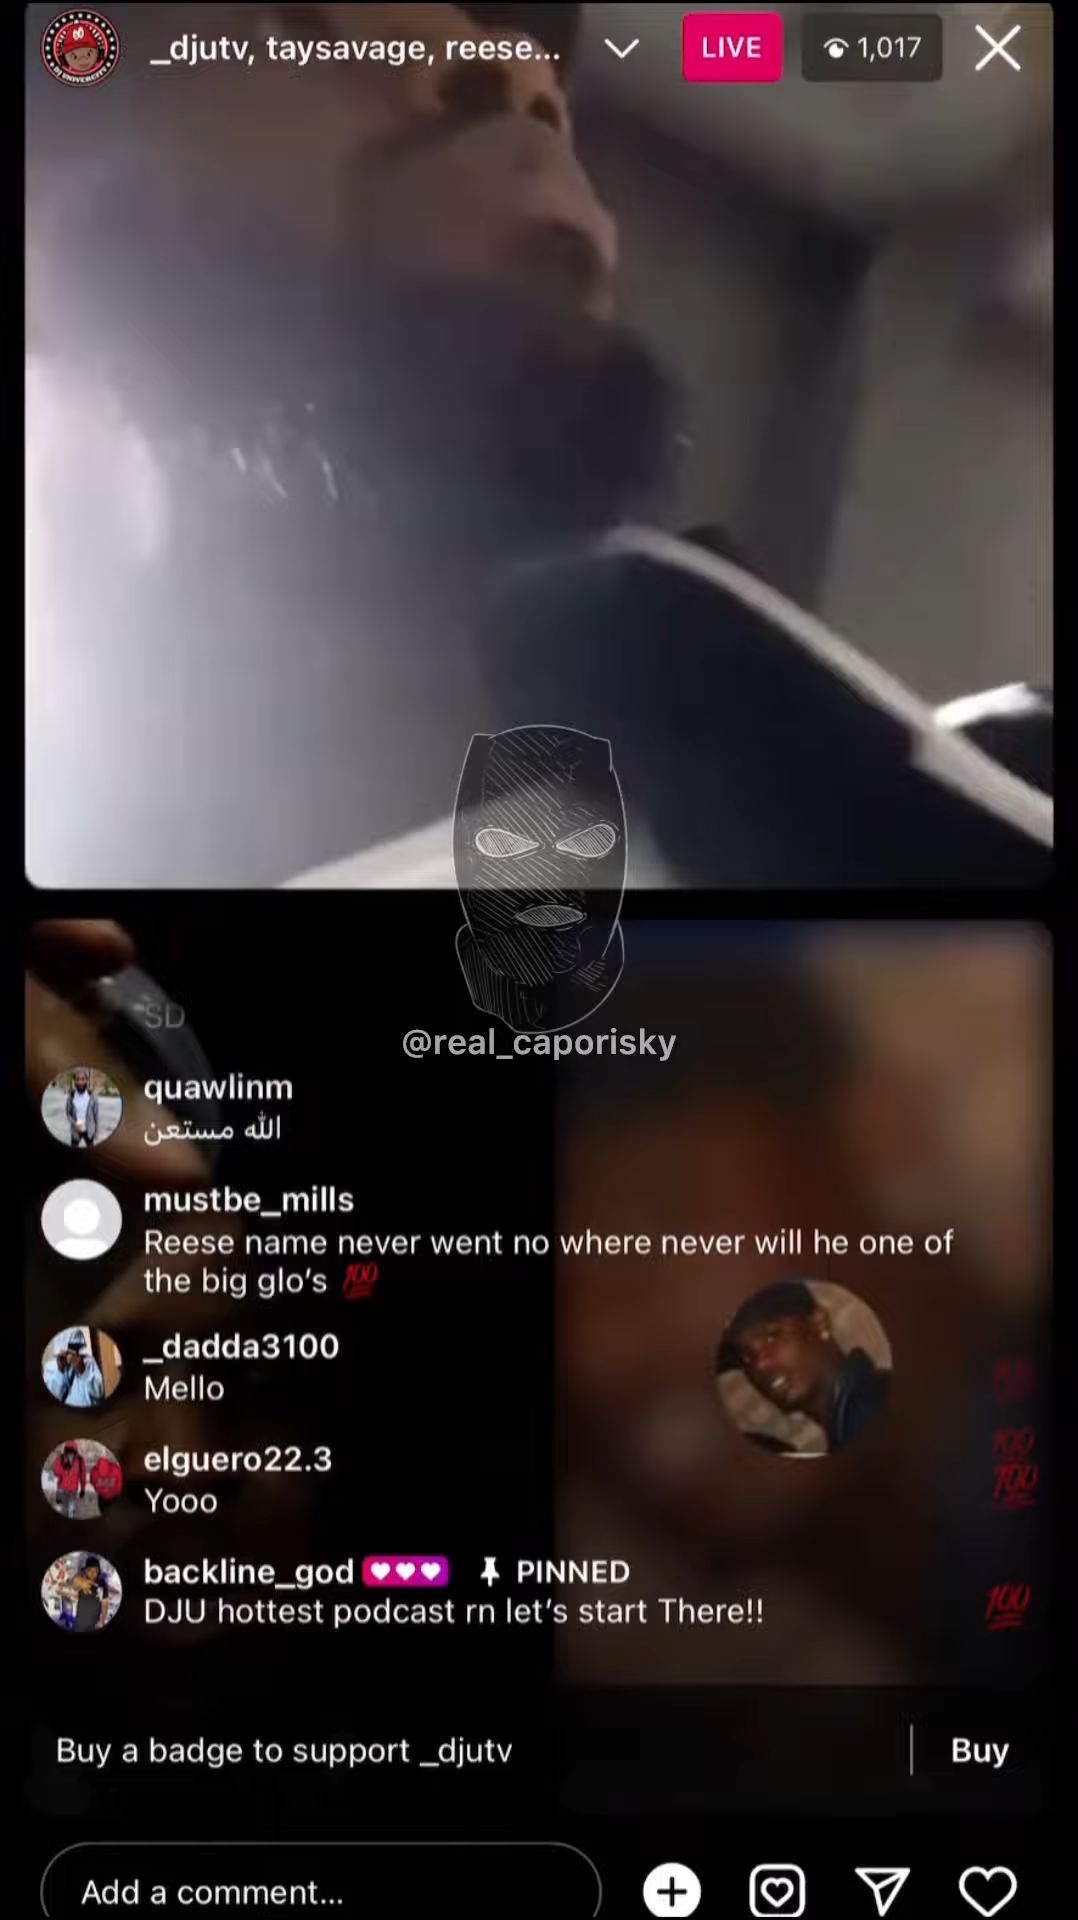 _djutv, taysavage, reese...
LIVE
1,017
SD
@real_caporisky
quawlinm
الله مستعن
mustbe_mills
Reese name never went no where never will he one of
the big glo's 💯
_dadda3100
Mello
elguero22.3
Yooo
backline_god PINNED
DJU hottest podcast rn let's start There!!
Buy a badge to support _djutv
Buy
Add a comment...